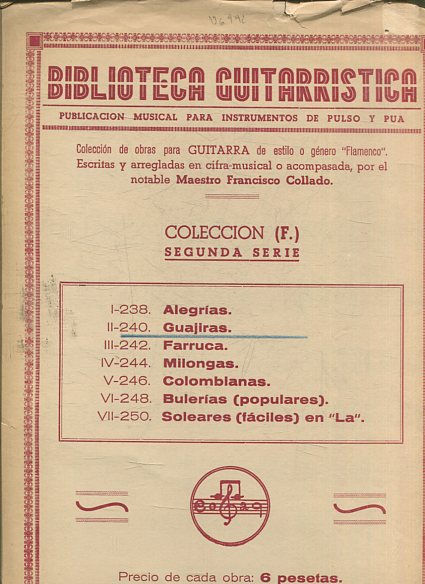 BIBLIOTECA GUITARRISTICA
PUBLICACION MUSICAL PARA INSTRUMENTOS DE PULSO Y PUA
Colección de obras para GUITARRA de estilo o género "Flamenco".
Escritas y arregladas en cifra-musical o acompasada, por el
notable Maestro Francisco Collado.
COLECCION (F.)
SEGUNDA SERIE
I-238. Alegrías.
II-240. Guajiras.
III-242. Farruca.
IV-244. Milongas.
V-246. Colombianas.
VI-248. Bulerías (populares).
VII-250. Soleares (fáciles) en "La".
Precio de cada obra: 6 pesetas.